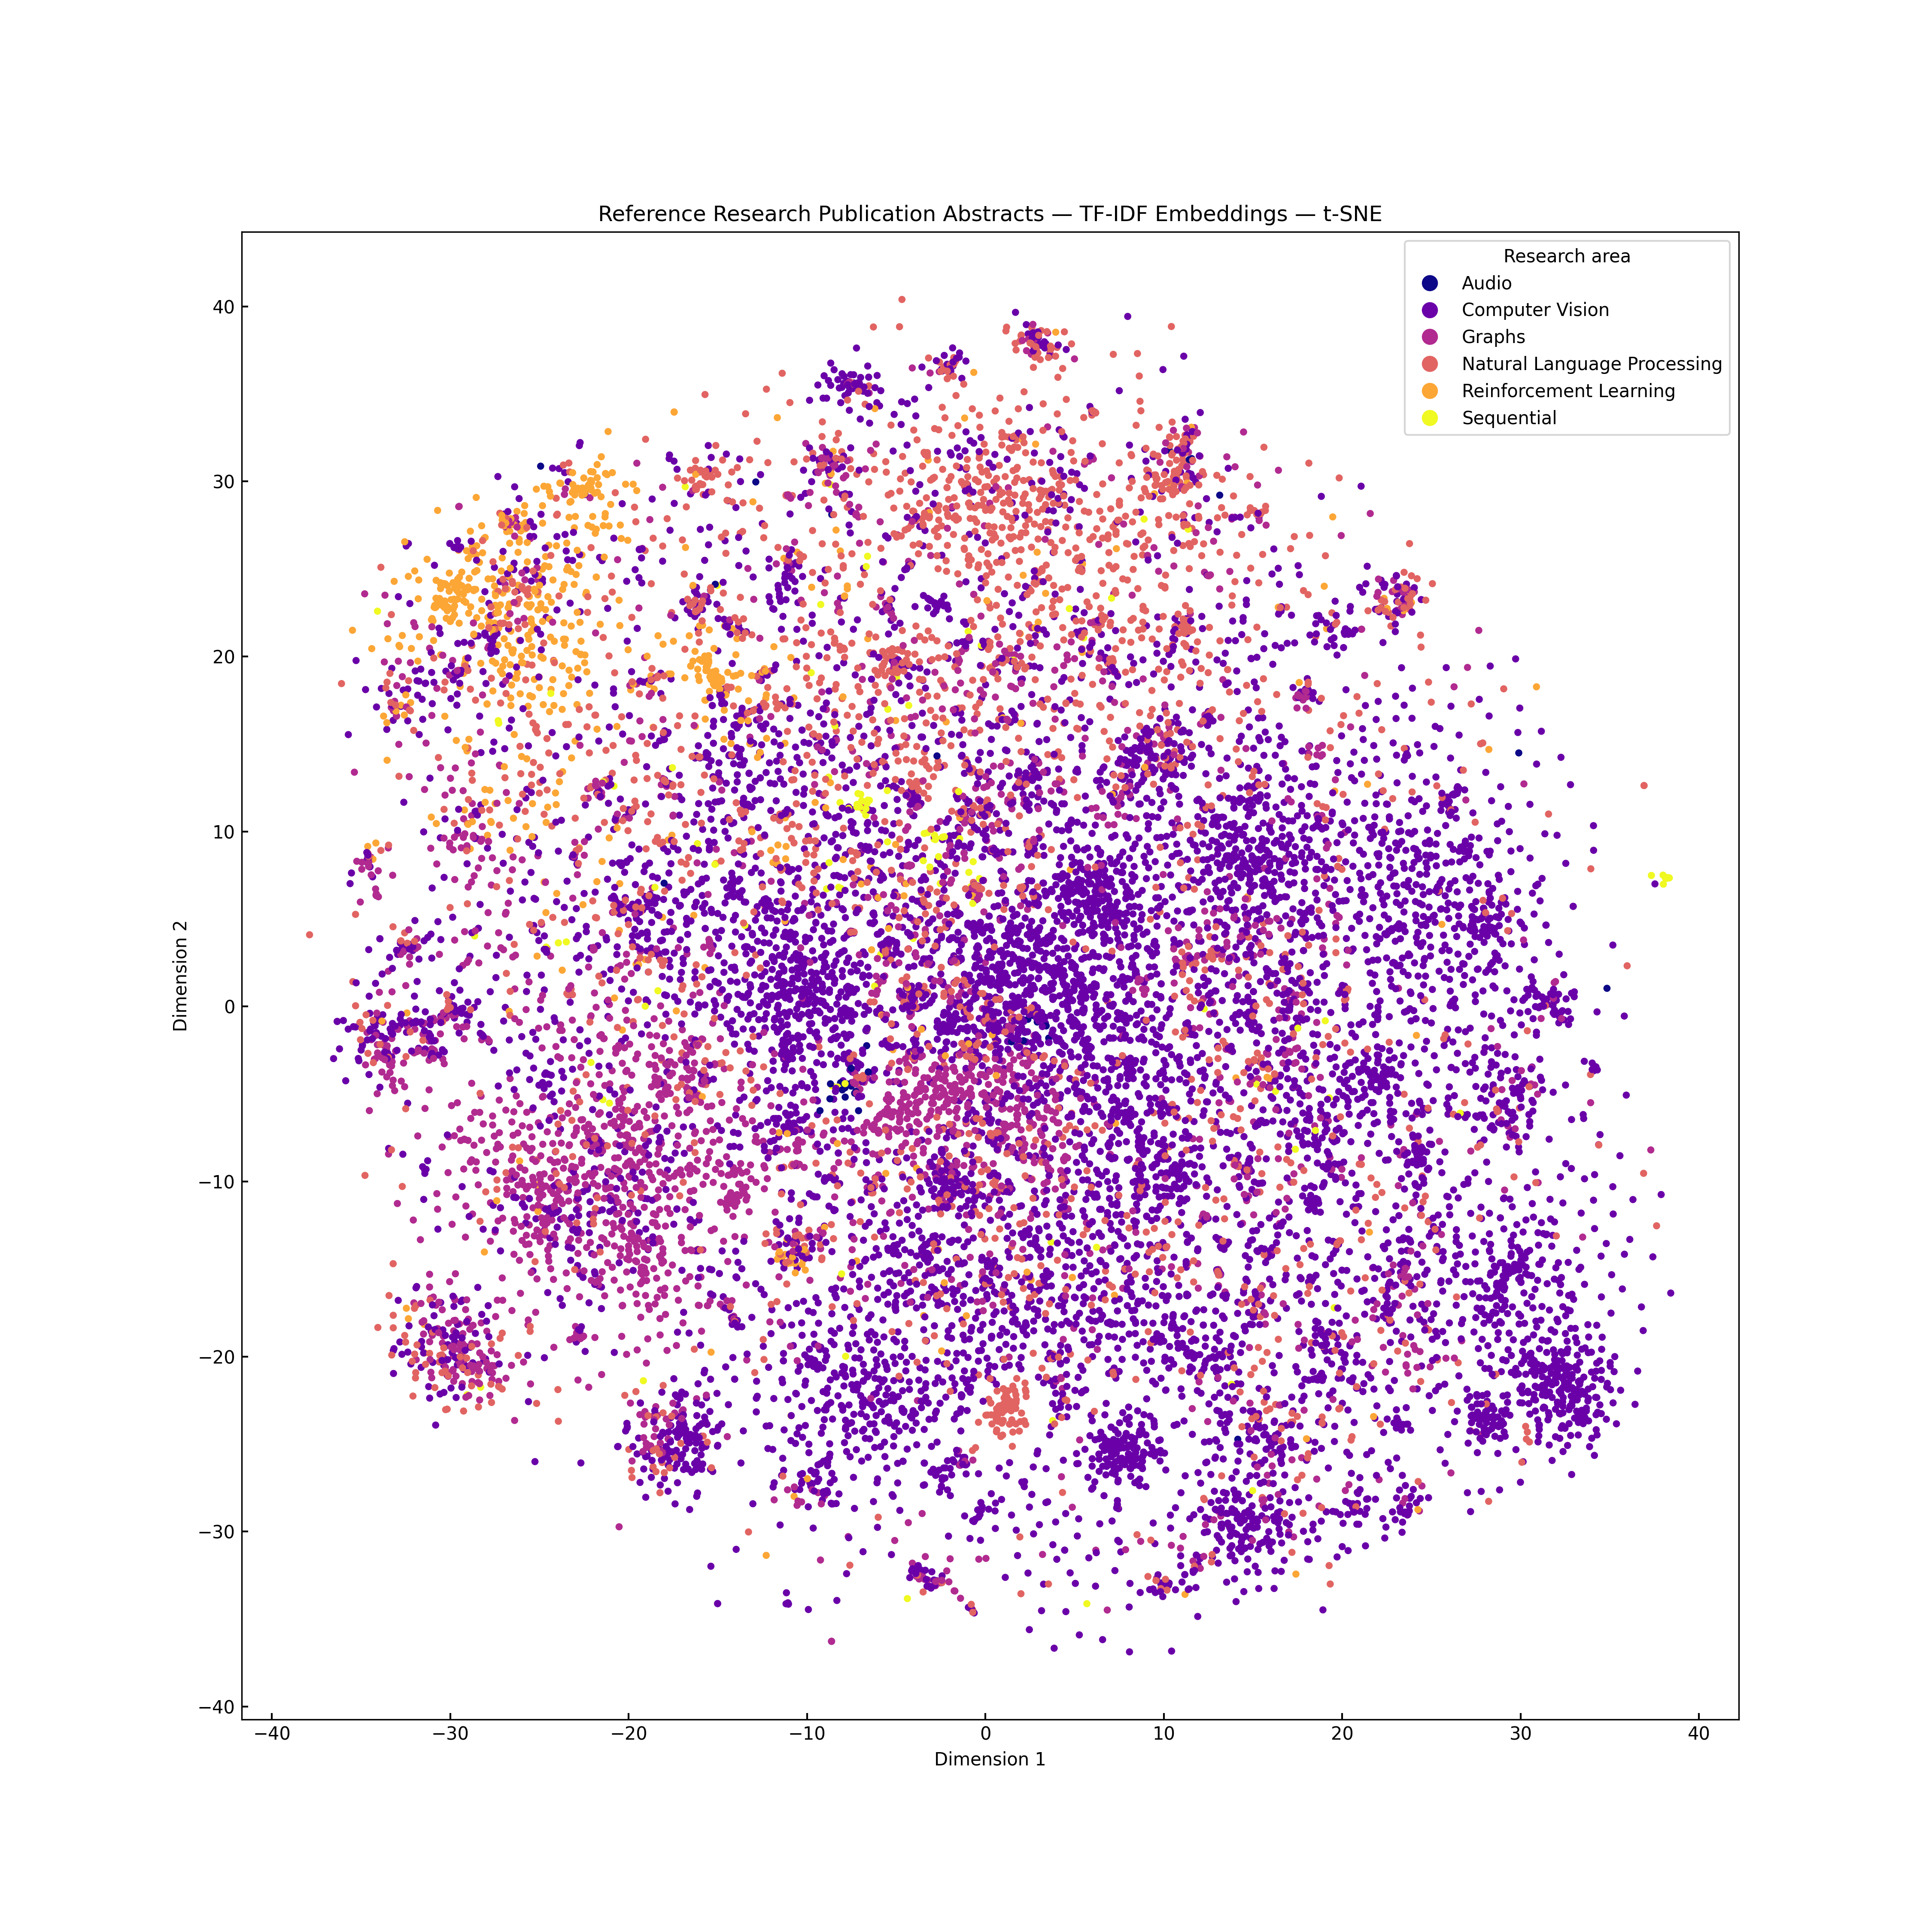 Reference Research Publication Abstracts — TF-IDF Embeddings — t-SNE
Research area
Audio
Computer Vision
Graphs
Natural Language Processing
Reinforcement Learning
Sequential
40
30
20
10
0
−10
−20
−30
−40
Dimension 2
−40 −30 −20 −10 0 10 20 30 40
Dimension 1